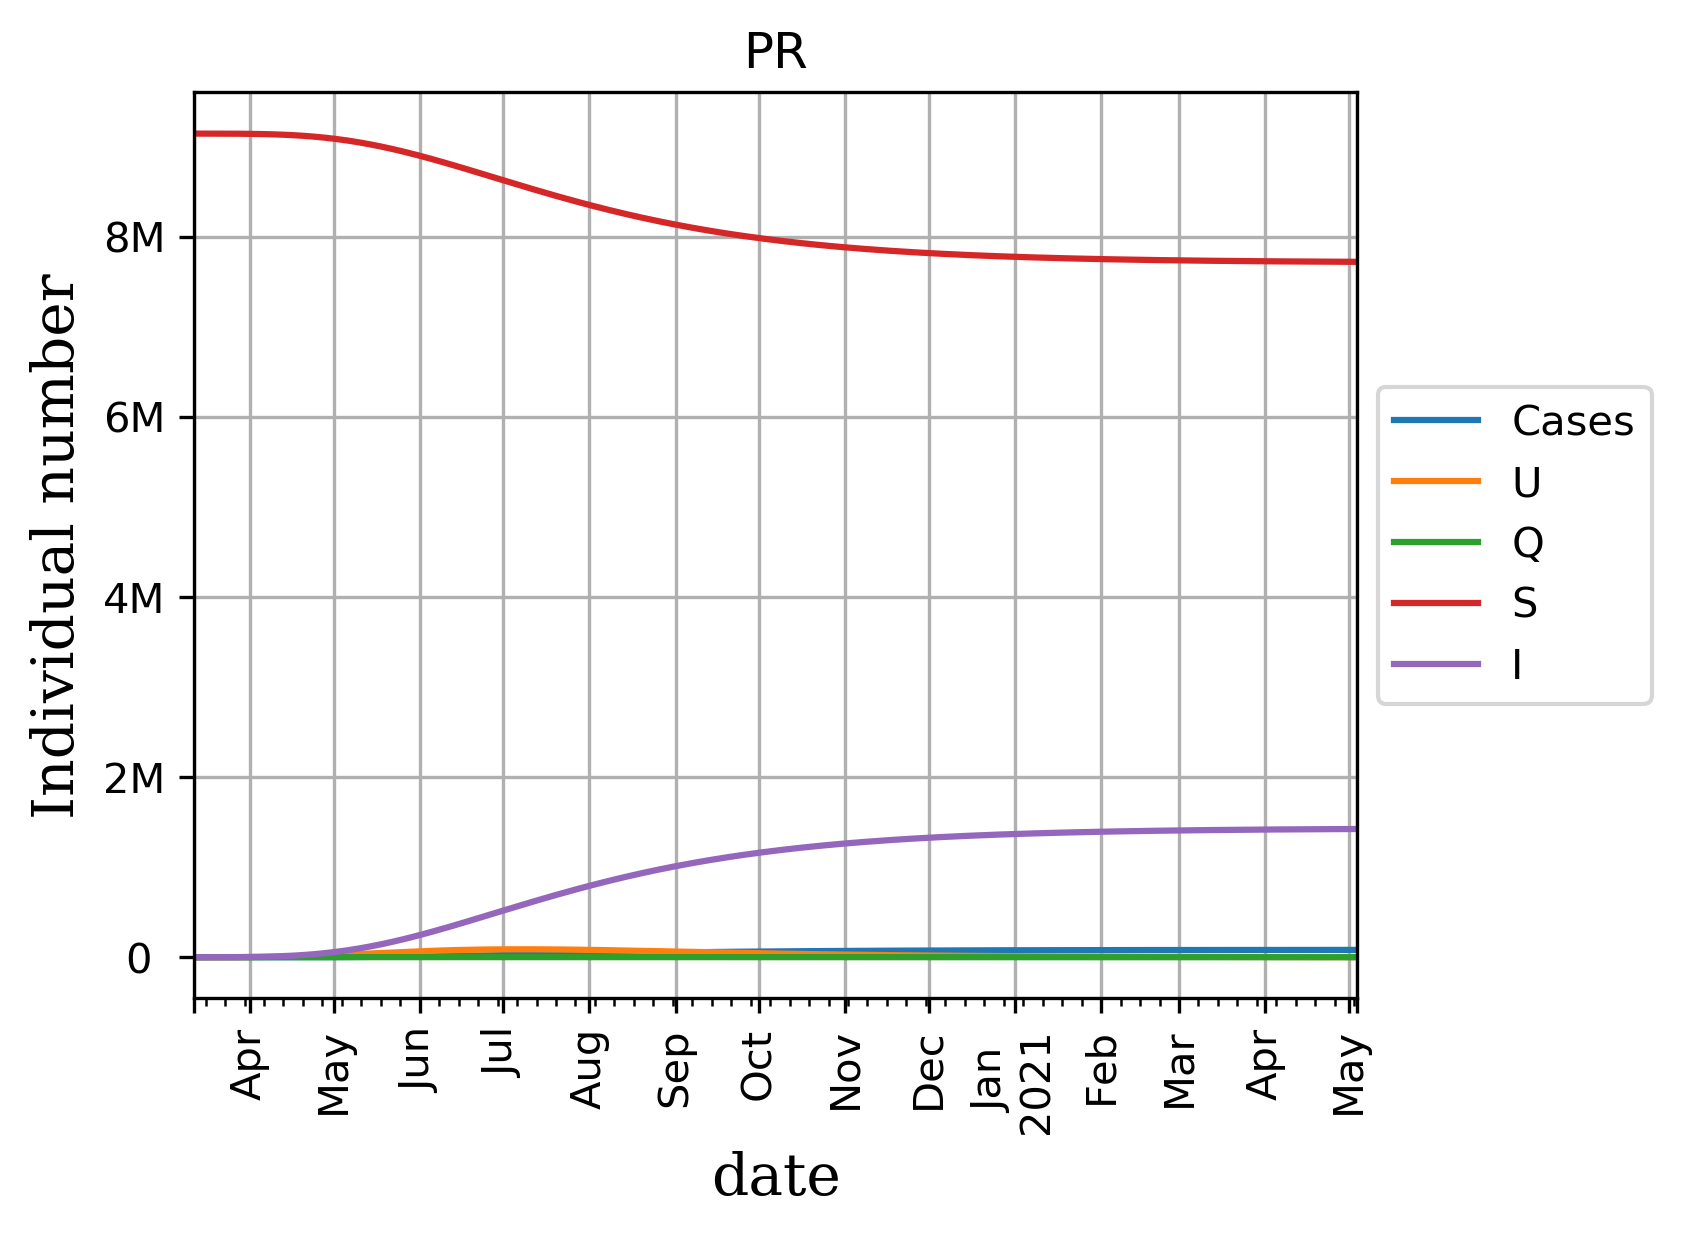 PR
Individual number
8M
6M
4M
2M
0
Apr
May
Jun
Jul
Aug
Sep
Oct
Nov
Dec
Jan
2021
Feb
Mar
Apr
May
date
Cases
U
Q
S
I